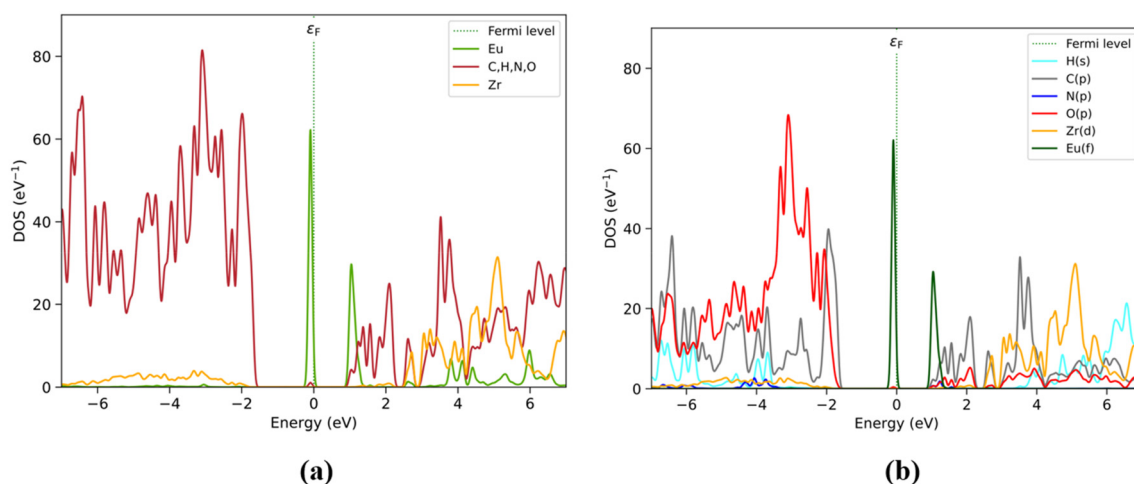 ε_F
Fermi level
Eu
C,H,N,O
Zr
80
60
40
20
0
DOS (eV⁻¹)
−6
−4
−2
0
2
4
6
Energy (eV)
(a)
ε_F
Fermi level
H(s)
C(p)
N(p)
O(p)
Zr(d)
Eu(f)
80
60
40
20
0
DOS (eV⁻¹)
−6
−4
−2
0
2
4
6
Energy (eV)
(b)